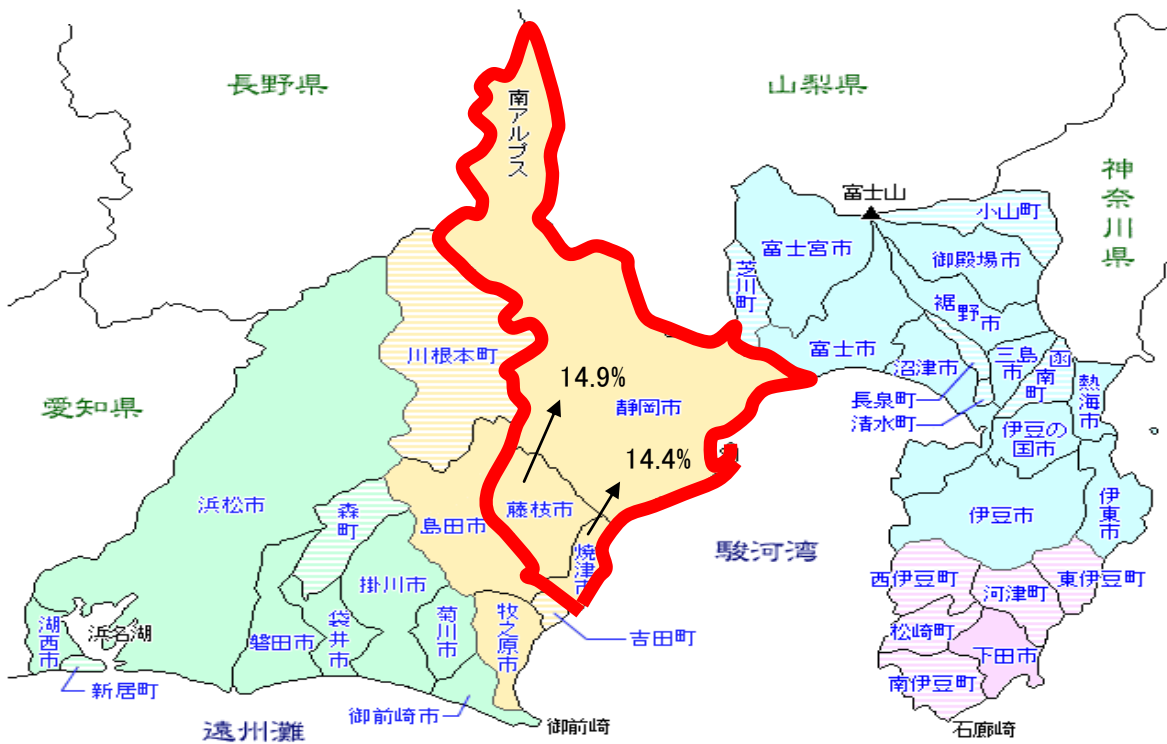 長野県
山梨県
神奈川県
愛知県
南アルプス
富士山
小山町
富士宮市
御殿場市
芝川町
裾野市
川根本町
富士市
沼津市
三島市
函南町
熱海市
14.9%
静岡市
長泉町
清水町
伊豆の国市
14.4%
浜松市
森町
島田市
藤枝市
焼津市
伊豆市
伊東市
駿河湾
掛川市
西伊豆町
河津町
東伊豆町
湖西市
浜名湖
磐田市
袋井市
菊川市
牧之原市
吉田町
松崎町
下田市
新居町
御前崎市
南伊豆町
遠州灘
御前崎
石廊崎